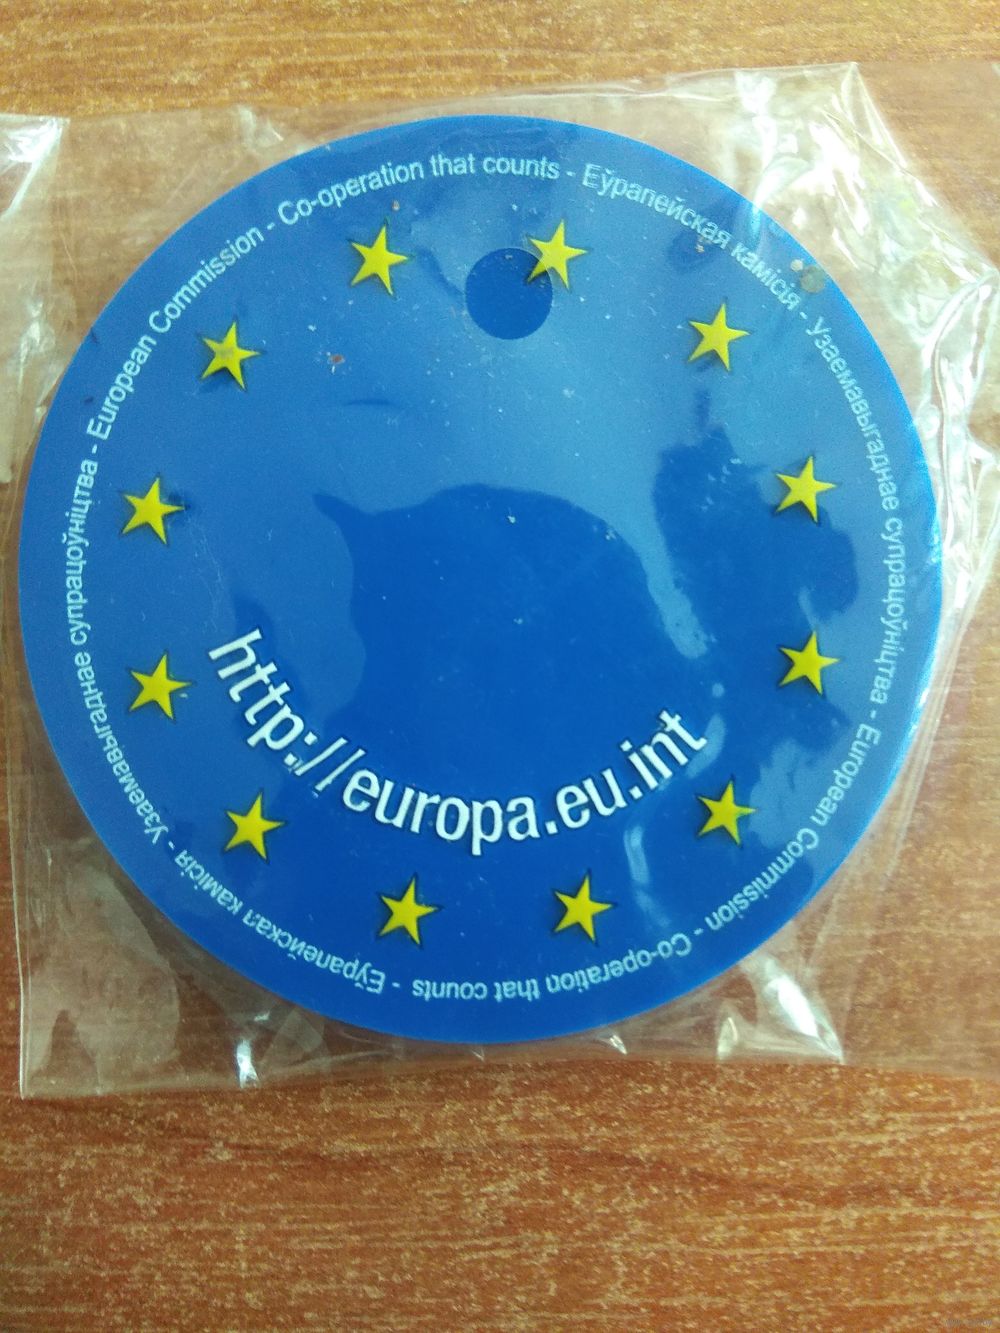 European Commission - Co-operation that counts - Еўрапейская камісія - Узаемавыгаднае супрацоўніцтва - European Commission - Co-operation that counts - Еўрапейская камісія - Узаемавыгаднае супрацоўніцтва -
http://europa.eu.int